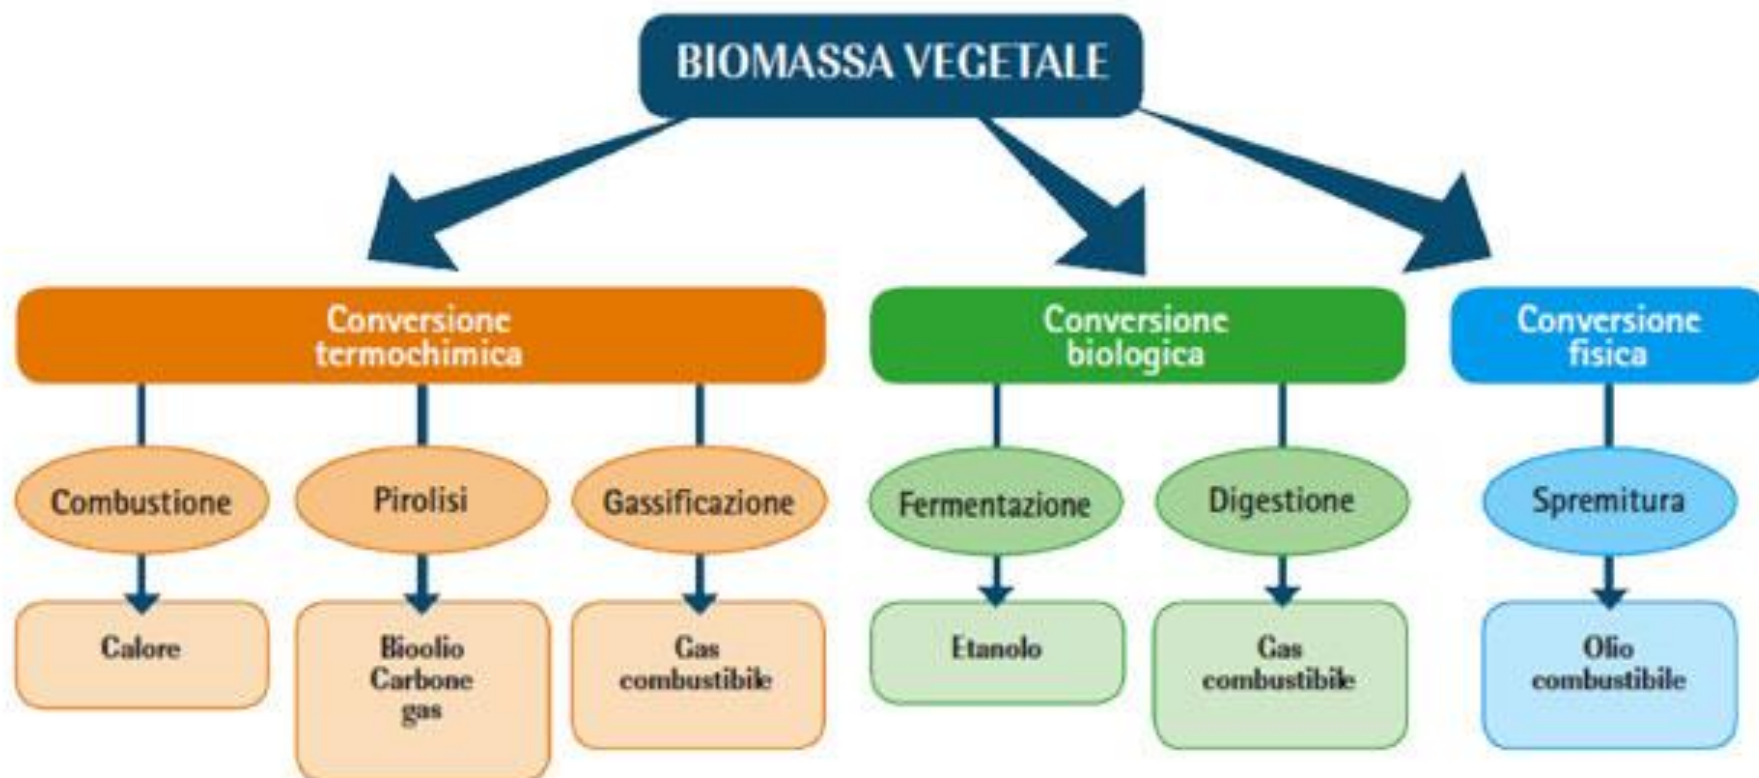 BIOMASSA VEGETALE
Conversione
termochimica
Conversione
biologica
Conversione
fisica
Combustione
Pirolisi
Gassificazione
Fermentazione
Digestione
Spremitura
Calore
Bioolio
Carbone
gas
Gas
combustibile
Etanolo
Gas
combustibile
Olio
combustibile